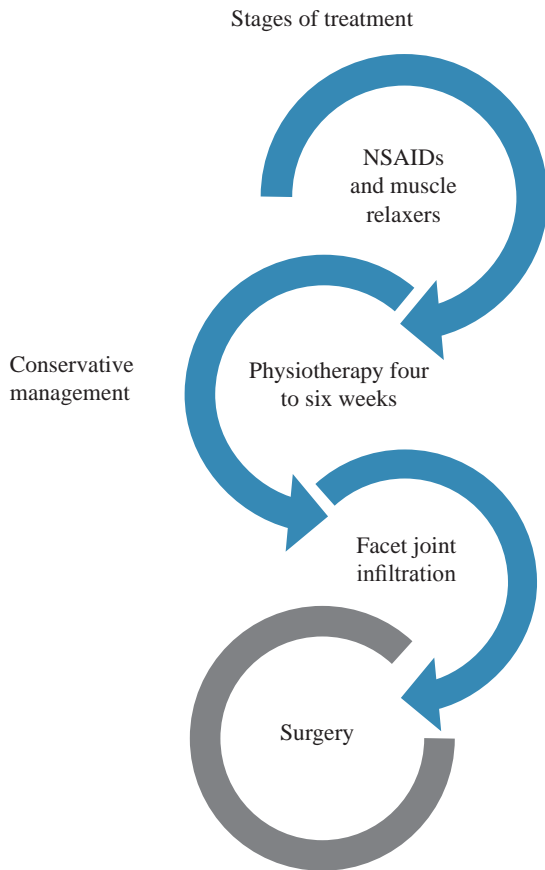 Stages of treatment
NSAIDs
and muscle
relaxers
Conservative
management
Physiotherapy four
to six weeks
Facet joint
infiltration
Surgery